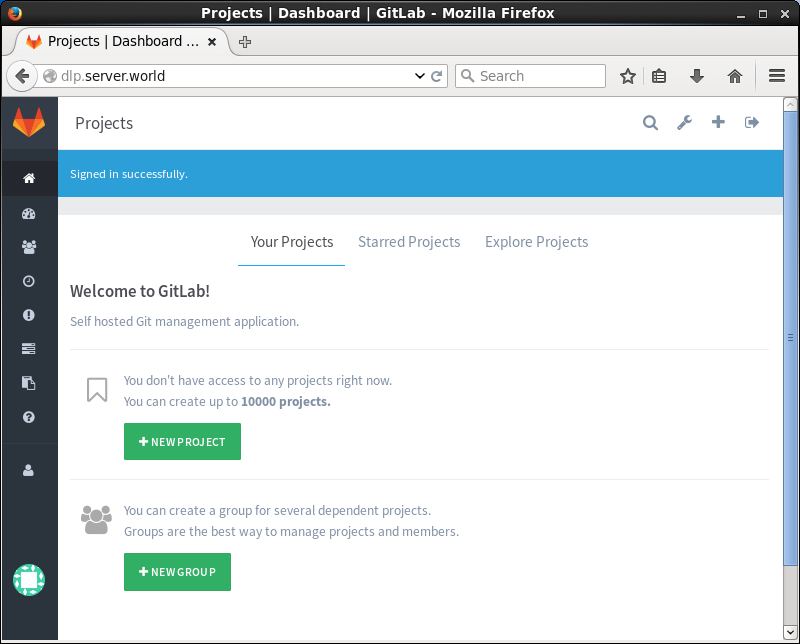 Projects | Dashboard | GitLab - Mozilla Firefox
Projects | Dashboard ...
dlp.server.world
Search
Projects
Signed in successfully.
Your Projects Starred Projects Explore Projects
Welcome to GitLab!
Self hosted Git management application.
You don't have access to any projects right now.
You can create up to 10000 projects.
NEW PROJECT
You can create a group for several dependent projects.
Groups are the best way to manage projects and members.
NEW GROUP